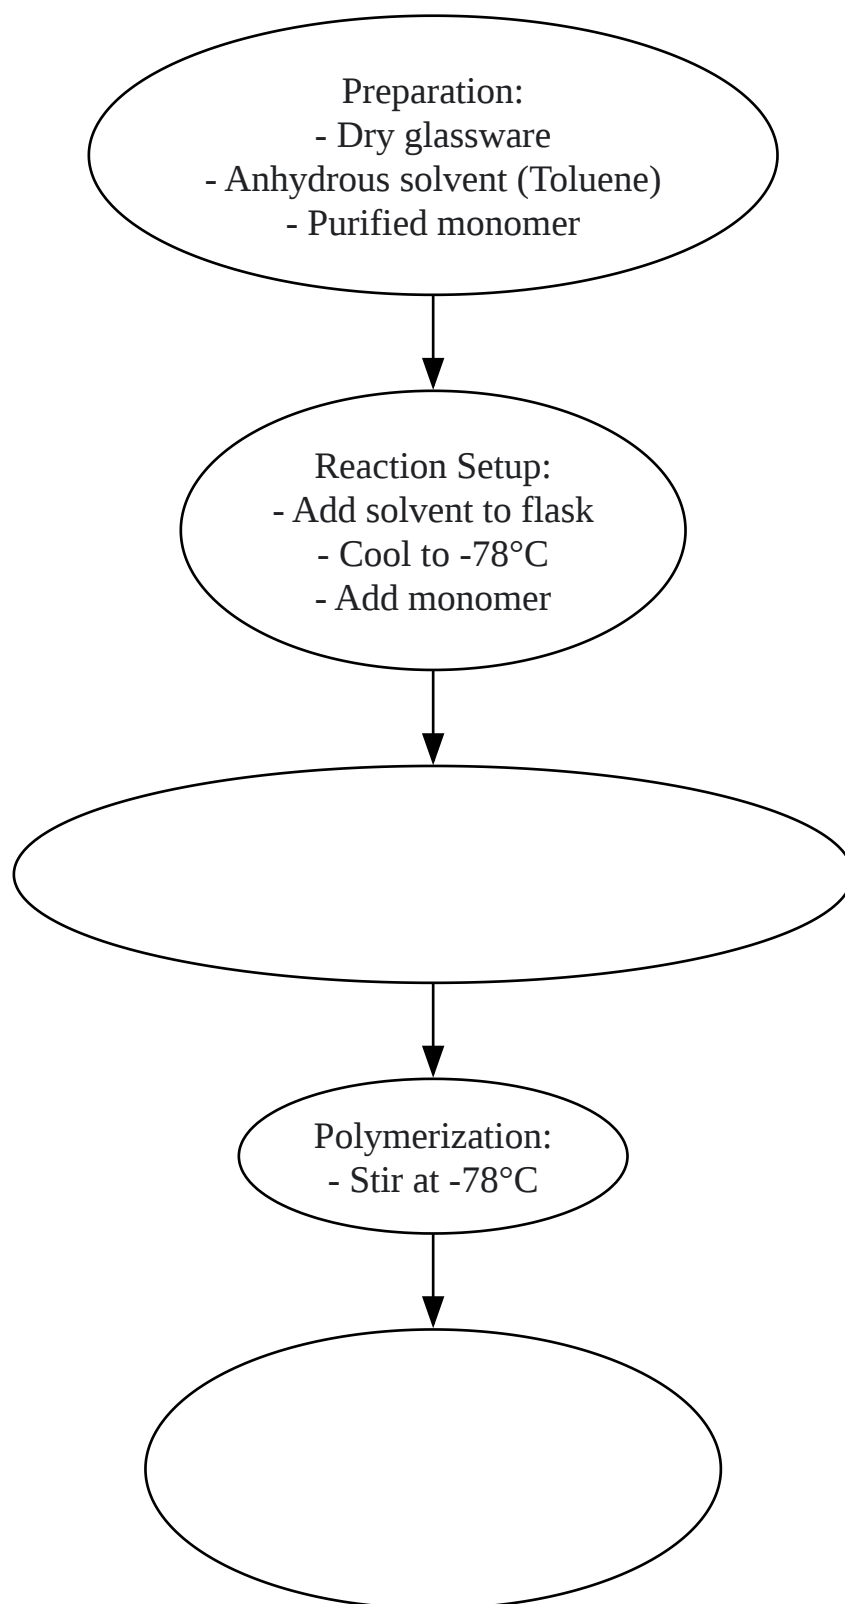 Preparation:
- Dry glassware
- Anhydrous solvent (Toluene)
- Purified monomer
Reaction Setup:
- Add solvent to flask
- Cool to -78°C
- Add monomer
Polymerization:
- Stir at -78°C